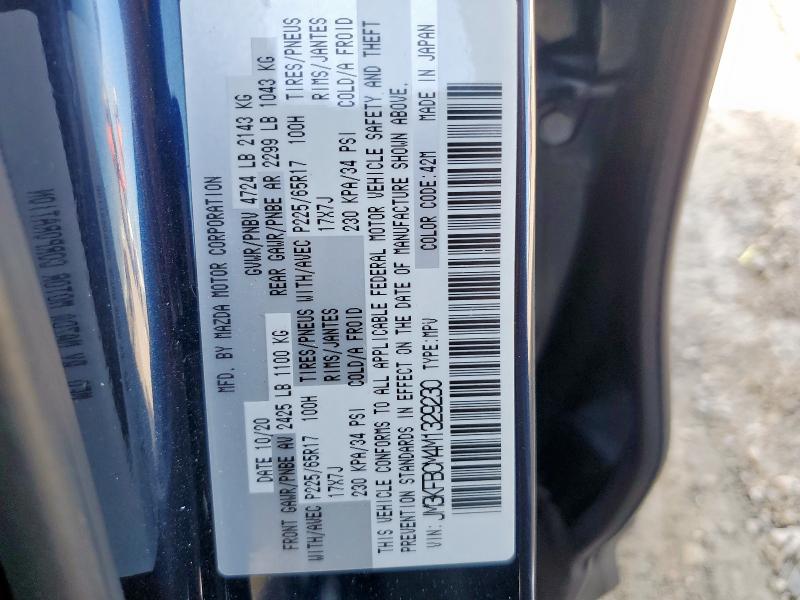 MFD. BY MAZDA MOTOR CORPORATION
DATE 10/20 GVWR/PNBV 4724 LB 2143 KG
FRONT GAWR/PNBE AV 2425 LB 1100 KG REAR GAWR/PNBE AR 2299 LB 1043 KG
WITH/AVEC P225/65R17 100H TIRES/PNEUS WITH/AVEC P225/65R17 100H TIRES/PNEUS
17X7J RIMS/JANTES 17X7J RIMS/JANTES
230 KPA/34 PSI COLD/A FROID 230 KPA/34 PSI COLD/A FROID
THIS VEHICLE CONFORMS TO ALL APPLICABLE FEDERAL MOTOR VEHICLE SAFETY AND THEFT
PREVENTION STANDARDS IN EFFECT ON THE DATE OF MANUFACTURE SHOWN ABOVE.
VIN: JM3KFBCM4M1329230 TYPE:MPV COLOR CODE:42M MADE IN JAPAN